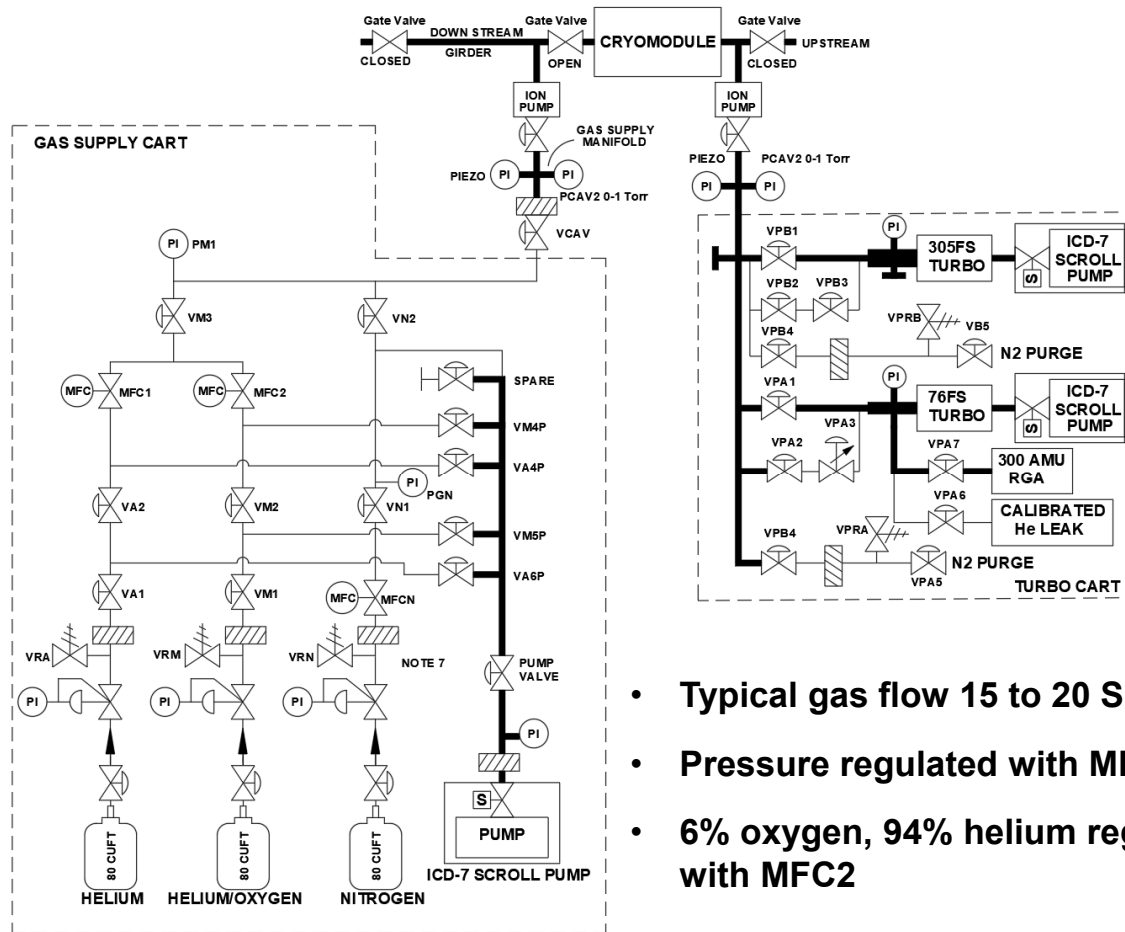 Gate Valve
DOWN STREAM
Gate Valve
CRYOMODULE
Gate Valve
UPSTREAM
CLOSED
GIRDER
OPEN
CLOSED
ION
PUMP
ION
PUMP
GAS SUPPLY
MANIFOLD
GAS SUPPLY CART
PIEZO
PI
PI
PCAV2 0-1 Torr
VCAV
PIEZO
PCAV2 0-1 Torr
PI
PI
PI
PM1
VM3
VN2
MFC
MFC1
MFC
MFC2
SPARE
VM4P
VA4P
PI
PGN
VA2
VM2
VN1
VM5P
VA6P
VA1
VM1
MFC
MFCN
VRA
VRM
VRN
NOTE 7
PUMP
VALVE
PI
PI
PI
PI
S
PUMP
80 CUFT
80 CUFT
80 CUFT
ICD-7 SCROLL PUMP
HELIUM
HELIUM/OXYGEN
NITROGEN
VPB1
PI
305FS
TURBO
ICD-7
SCROLL
PUMP
S
VPB2
VPB3
VPRB
VPB4
VB5
N2 PURGE
VPA1
PI
76FS
TURBO
ICD-7
SCROLL
PUMP
S
VPA3
VPA2
VPA7
300 AMU
RGA
VPA6
CALIBRATED
He LEAK
VPRA
VPB4
N2 PURGE
VPA5
TURBO CART
• Typical gas flow 15 to 20 S
• Pressure regulated with
• 6% oxygen, 94% helium
with MFC2